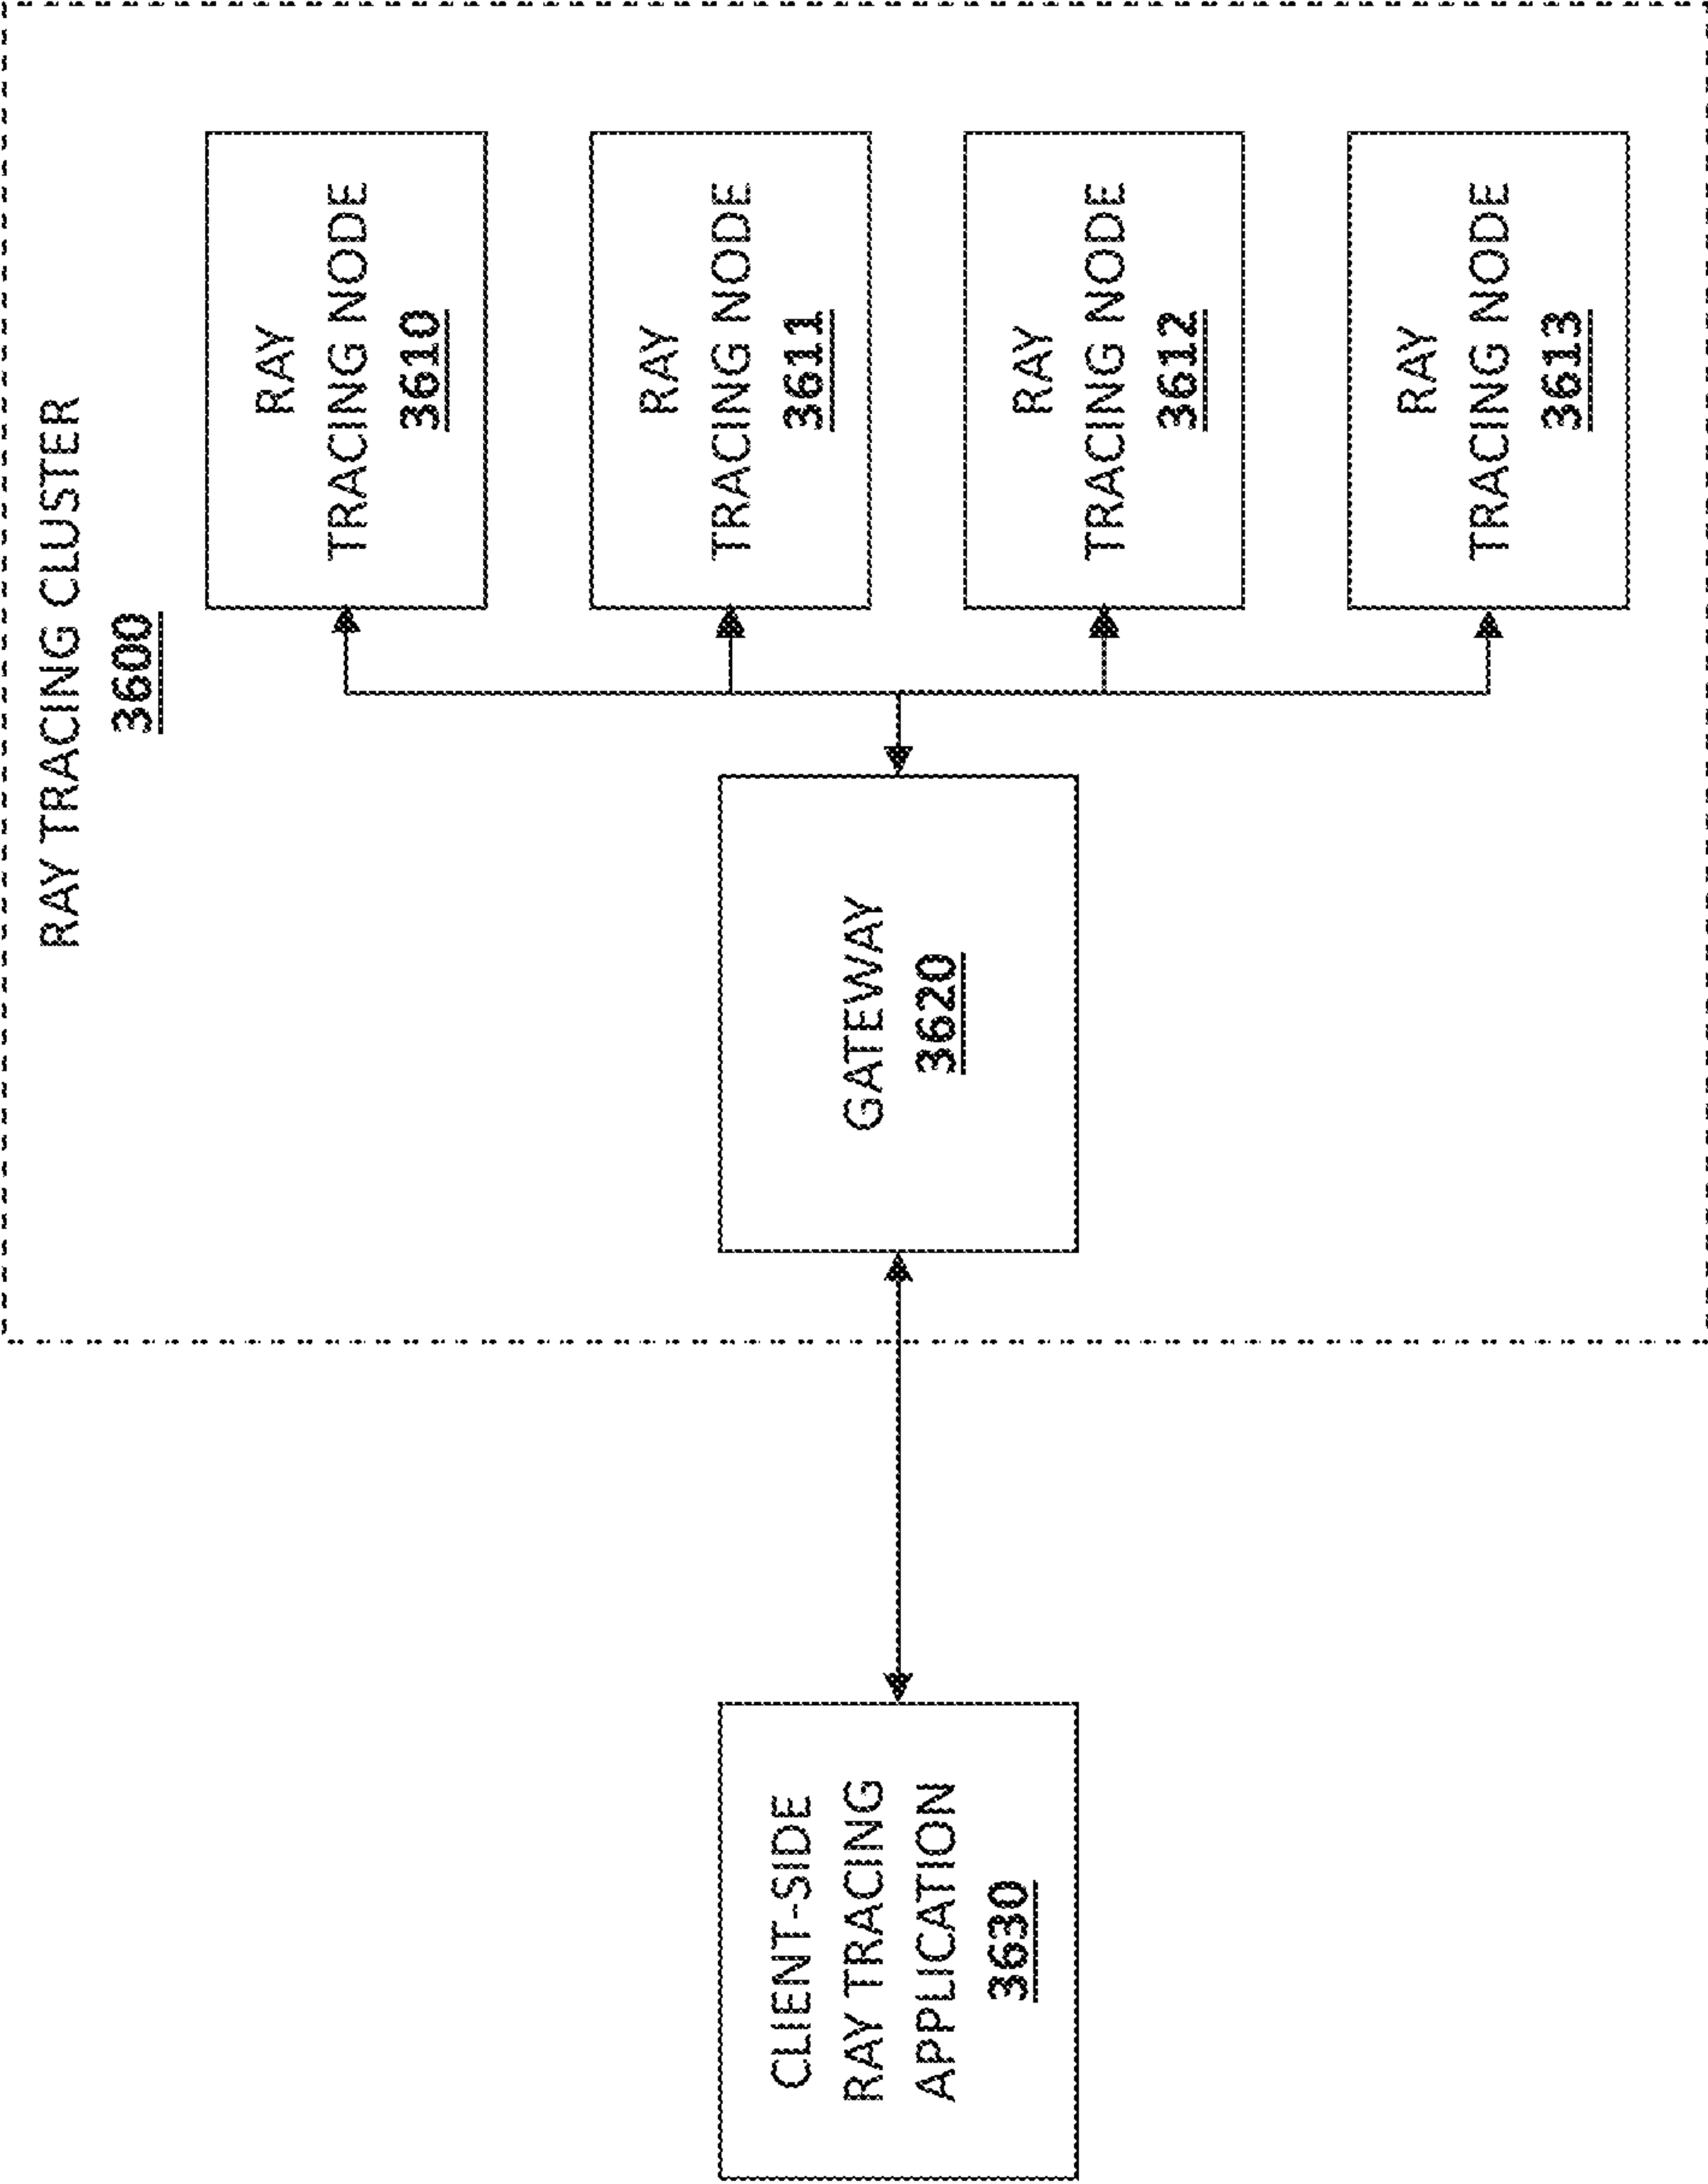 RAY TRACING CLUSTER
3600
RAY
TRACING NODE
3610
RAY
TRACING NODE
3611
RAY
TRACING NODE
3612
RAY
TRACING NODE
3613
GATEWAY
3620
CLIENT-SIDE
RAY TRACING
APPLICATION
3630